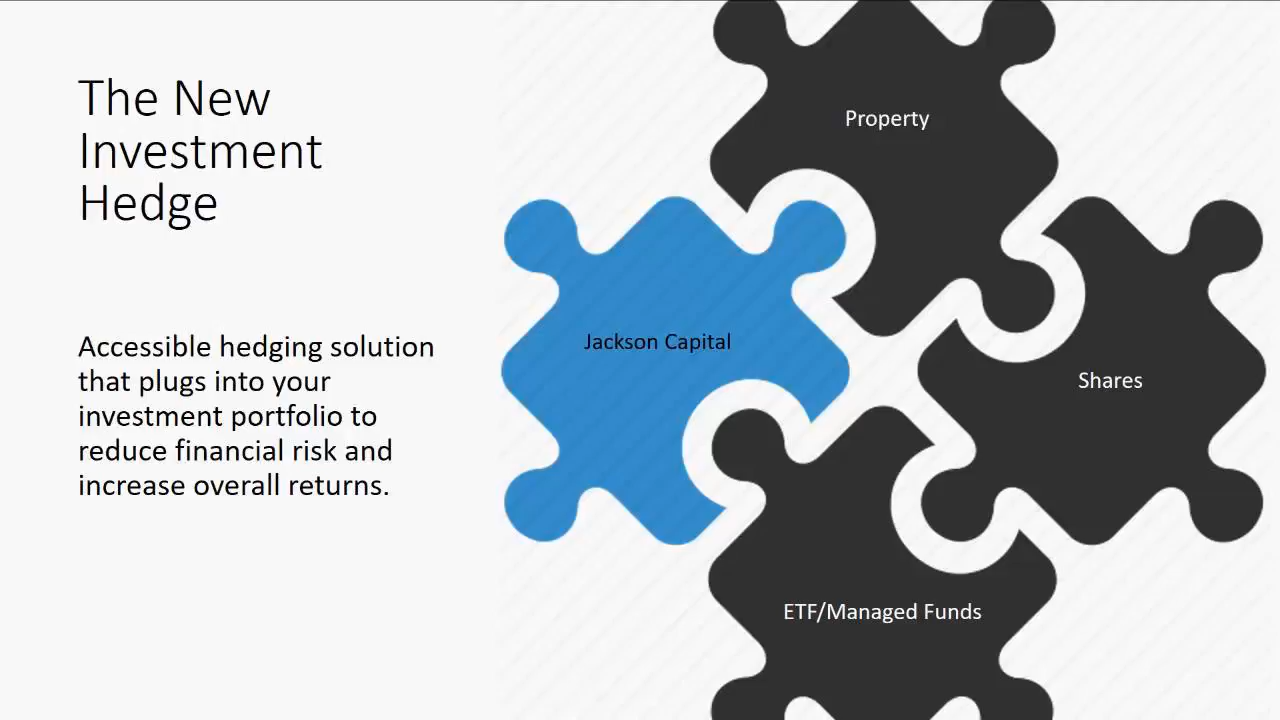 The New
Investment
Hedge
Accessible hedging solution
that plugs into your
investment portfolio to
reduce financial risk and
increase overall returns.
Property
Jackson Capital
Shares
ETF/Managed Funds